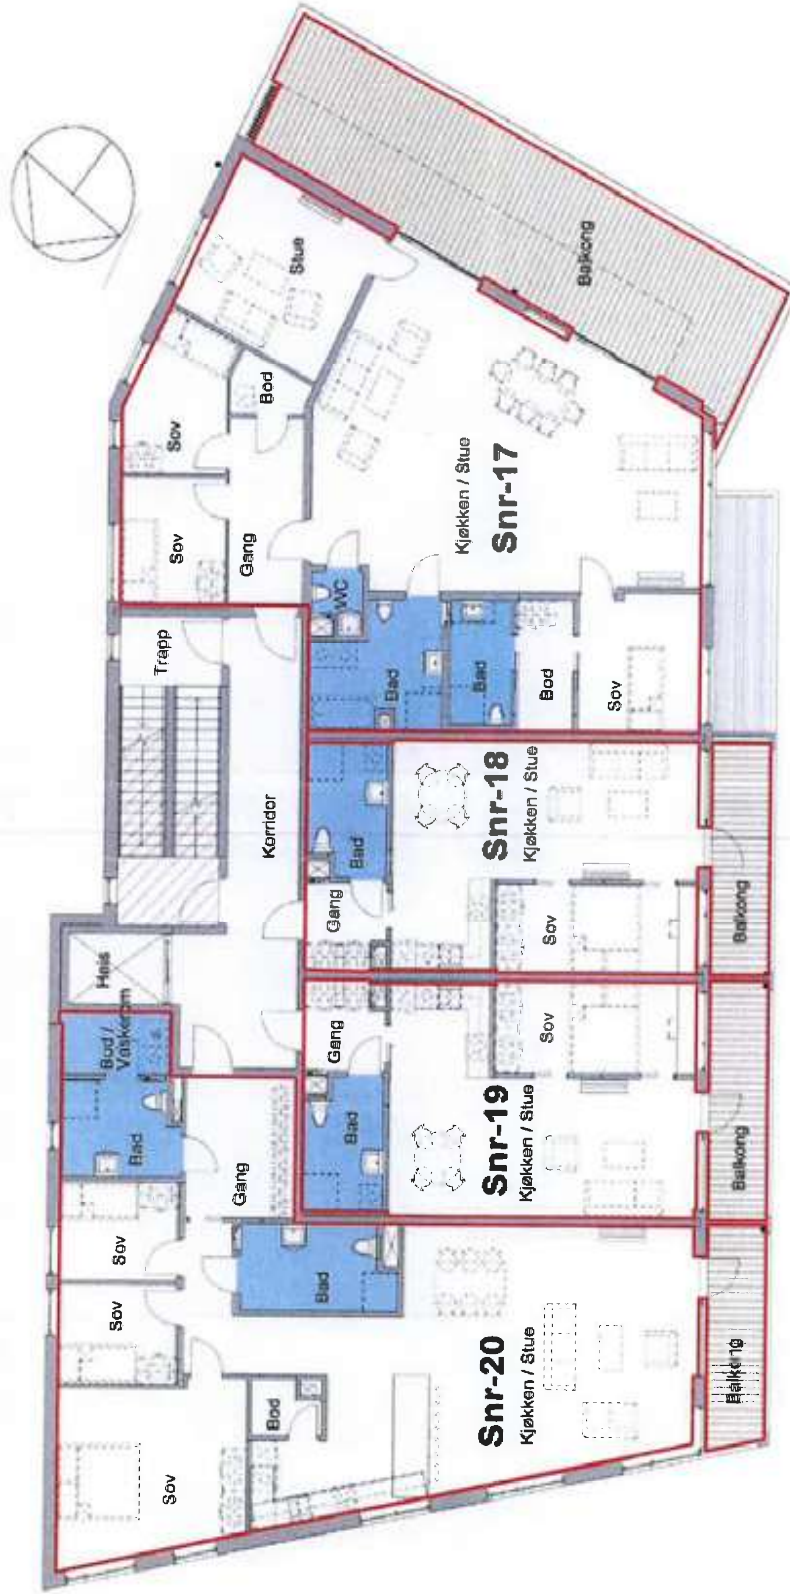 Balkong
Stue
Bod
Sov
Sov
Gang
Kjøkken / Stue
Snr-17
WC
Bad
Bad
Bod
Sov
Trapp
Korridor
Heis
Snr-18
Kjøkken / Stue
Bad
Gang
Sov
Balkong
Snr-19
Kjøkken / Stue
Gang
Bad
Sov
Balkong
Bod /
Vaskerom
Bad
Gang
Sov
Sov
Bad
Sov
Bod
Snr-20
Kjøkken / Stue
Balkong